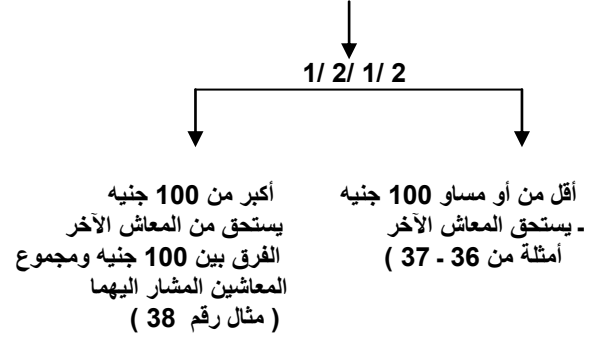 1/ 2/ 1/ 2
أقل من أو مساو 100 جنيه
ـ يستحق المعاش الآخر
أمثلة من 36 ـ 37 )
أكبر من 100 جنيه
يستحق من المعاش الآخر
الفرق بين 100 جنيه ومجموع
المعاشين المشار اليهما
( مثال رقم 38 )